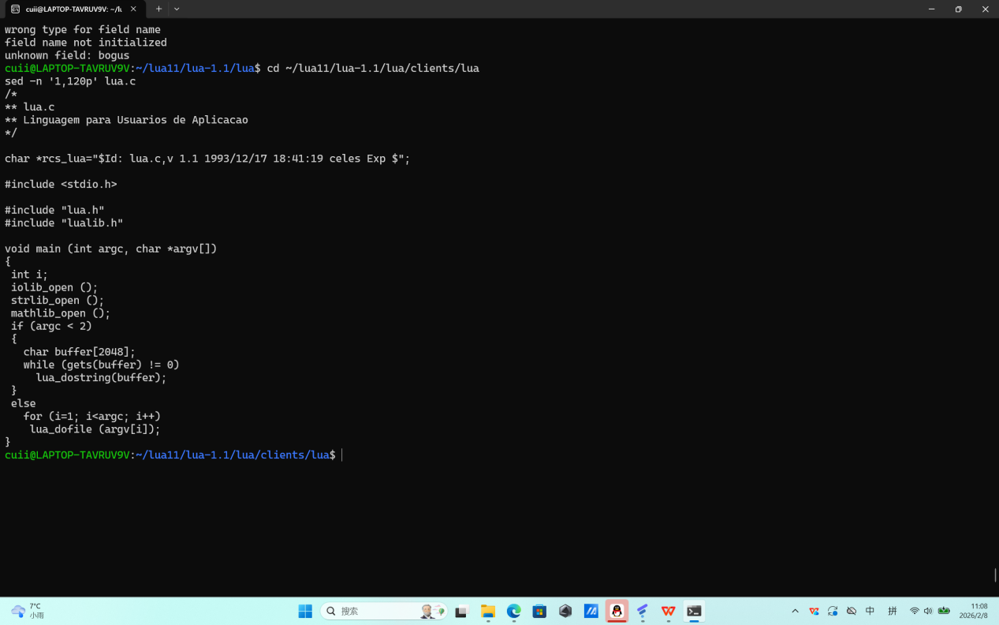 cuii@LAPTOP-TAVRUV9V: ~/lu
wrong type for field name
field name not initialized
unknown field: bogus
cuii@LAPTOP-TAVRUV9V:~/lua11/lua-1.1/lua$ cd ~/lua11/lua-1.1/lua/clients/lua
sed -n '1,120p' lua.c
/*
** lua.c
** Linguagem para Usuarios de Aplicacao
*/
char *rcs_lua="$Id: lua.c,v 1.1 1993/12/17 18:41:19 celes Exp $";
#include <stdio.h>
#include "lua.h"
#include "lualib.h"
void main (int argc, char *argv[])
{
 int i;
 iolib_open ();
 strlib_open ();
 mathlib_open ();
 if (argc < 2)
 {
   char buffer[2048];
   while (gets(buffer) != 0)
     lua_dostring(buffer);
 }
 else
   for (i=1; i<argc; i++)
    lua_dofile (argv[i]);
}
cuii@LAPTOP-TAVRUV9V:~/lua11/lua-1.1/lua/clients/lua$
7°C
小雨
搜索
中
拼
11:08
2026/2/8